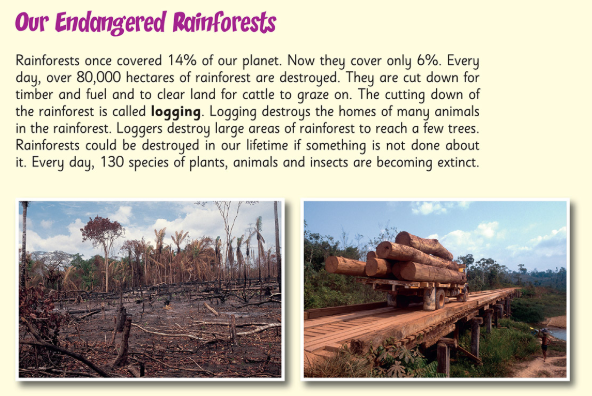 Our Endangered Rainforests
Rainforests once covered 14% of our planet. Now they cover only 6%. Every
day, over 80,000 hectares of rainforest are destroyed. They are cut down for
timber and fuel and to clear land for cattle to graze on. The cutting down of
the rainforest is called logging. Logging destroys the homes of many animals
in the rainforest. Loggers destroy large areas of rainforest to reach a few trees.
Rainforests could be destroyed in our lifetime if something is not done about
it. Every day, 130 species of plants, animals and insects are becoming extinct.